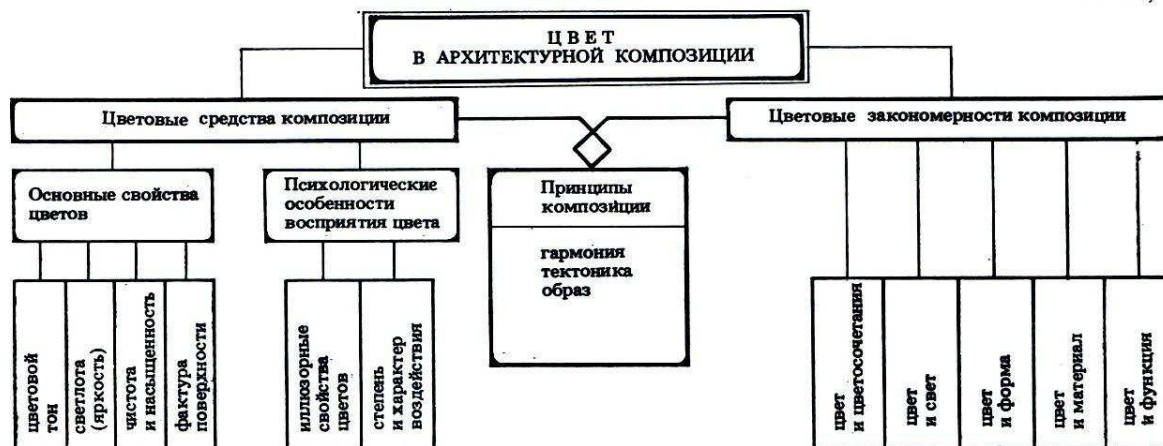 ЦВЕТ
В АРХИТЕКТУРНОЙ КОМПОЗИЦИИ
Цветовые средства композиции
Цветовые закономерности композиции
Основные свойства
цветов
Психологические
особенности
восприятия цвета
Принципы
композиции
гармония
тектоника
образ
цветовой
тон
светлота
(яркость)
чистота
и насыщенность
фактура
поверхности
иллюзорные
свойства
цветов
степень
и характер
воздействия
цвет
и цветосочетания
цвет
и свет
цвет
и форма
цвет
и материал
цвет
и функция